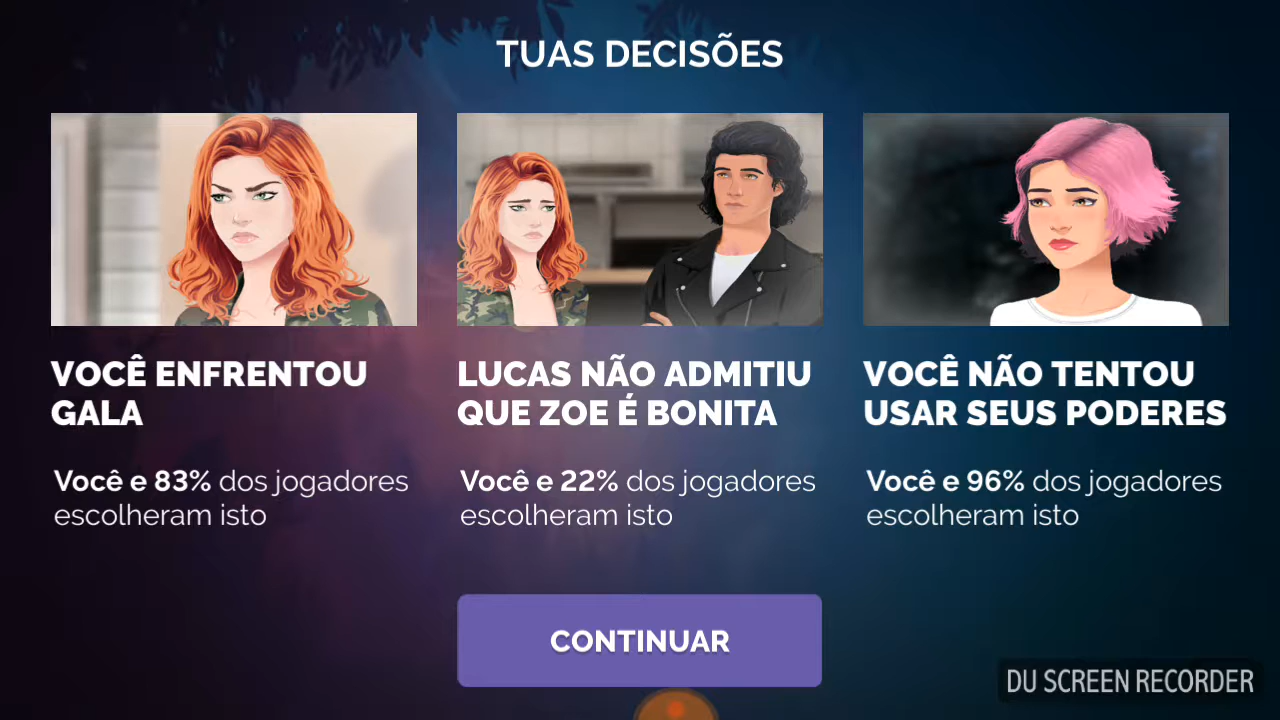 TUAS DECISÕES
VOCÊ ENFRENTOU
GALA
Você e 83% dos jogadores
escolheram isto
LUCAS NÃO ADMITIU
QUE ZOE É BONITA
Você e 22% dos jogadores
escolheram isto
VOCÊ NÃO TENTOU
USAR SEUS PODERES
Você e 96% dos jogadores
escolheram isto
CONTINUAR
DU SCREEN RECORDER